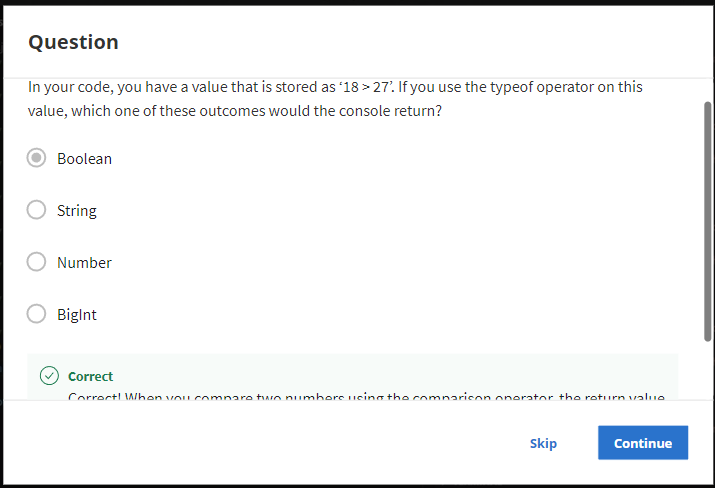 Question
In your code, you have a value that is stored as ‘18 > 27’. If you use the typeof operator on this
value, which one of these outcomes would the console return?
Boolean
String
Number
BigInt
Correct
Correct! When you compare two numbers using the comparison operator, the return value
Skip
Continue